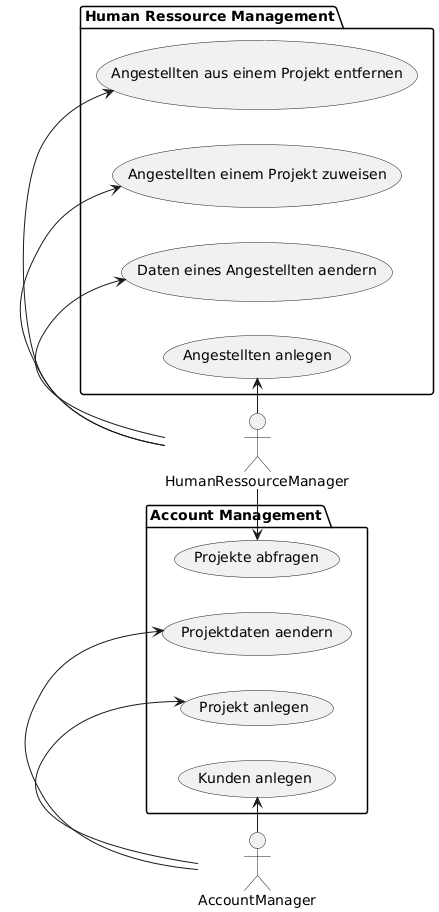 Human Ressource Management
Angestellten aus einem Projekt entfernen
Angestellten einem Projekt zuweisen
Daten eines Angestellten aendern
Angestellten anlegen
HumanRessourceManager
Account Management
Projekte abfragen
Projektdaten aendern
Projekt anlegen
Kunden anlegen
AccountManager